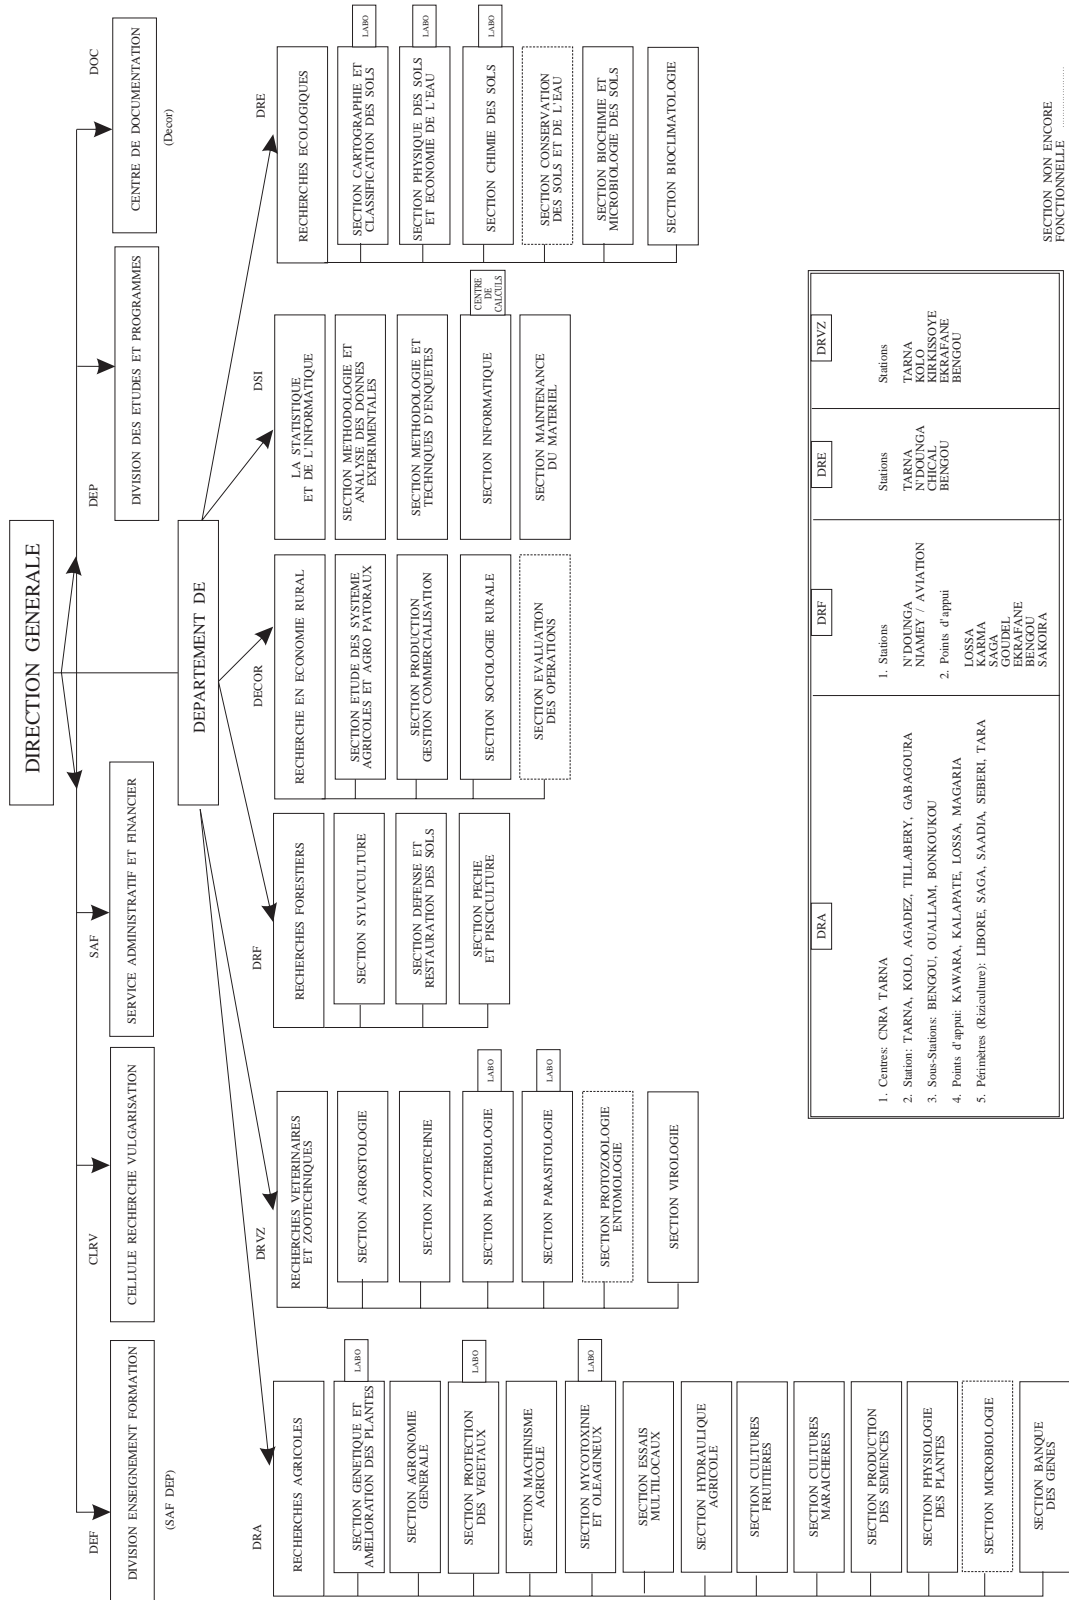 DIRECTION GENERALE
DEF
CLRV
SAF
DEP
DOC
DIVISION ENSEIGNEMENT FORMATION
(SAF DEP)
CELLULE RECHERCHE VULGARISATION
SERVICE ADMINISTRATIF ET FINANCIER
DIVISION DES ETUDES ET PROGRAMMES
CENTRE DE DOCUMENTATION
(Decor)
DEPARTEMENT DE
DRA
RECHERCHES AGRICOLES
SECTION GENETIQUE ET
AMELIORATION DES PLANTES
LABO
SECTION AGRONOMIE
GENERALE
SECTION PROTECTION
DES VEGETAUX
LABO
SECTION MACHINISME
AGRICOLE
SECTION MYCOTOXINIE
ET OLEAGINEUX
LABO
SECTION ESSAIS
MULTILOCAUX
SECTION HYDRAULIQUE
AGRICOLE
SECTION CULTURES
FRUITIERES
SECTION CULTURES
MARAICHERES
SECTION PRODUCTION
DES SEMENCES
SECTION PHYSIOLOGIE
DES PLANTES
SECTION MICROBIOLOGIE
SECTION BANQUE
DES GENES
DRVZ
RECHERCHES VETERINAIRES
ET ZOOTECHNIQUES
SECTION AGROSTOLOGIE
SECTION ZOOTECHNIE
SECTION BACTERIOLOGIE
LABO
SECTION PARASITOLOGIE
LABO
SECTION PROTOZOOLOGIE
ENTOMOLOGIE
SECTION VIROLOGIE
DRF
RECHERCHES FORESTIERS
SECTION SYLVICULTURE
SECTION DEFENSE ET
RESTAURATION DES SOLS
SECTION PECHE
ET PISCICULTURE
DECOR
RECHERCHE EN ECONOMIE RURAL
SECTION ETUDE DES SYSTEME
AGRICOLES ET AGRO PATORAUX
SECTION PRODUCTION
GESTION COMMERCIALISATION
SECTION SOCIOLOGIE RURALE
SECTION EVALUATION
DES OPERATIONS
DSI
LA STATISTIQUE
ET DE L'INFORMATIQUE
SECTION METHODOLOGIE ET
ANALYSE DES DONNES
EXPERIMENTALES
SECTION METHODOLOGIE ET
TECHNIQUES D'ENQUETES
SECTION INFORMATIQUE
CENTRE
DE
CALCULS
SECTION MAINTENANCE
DU MATERIEL
DRE
RECHERCHES ECOLOGIQUES
SECTION CARTOGRAPHIE ET
CLASSIFICATION DES SOLS
LABO
SECTION PHYSIQUE DES SOLS
ET ECONOMIE DE L'EAU
LABO
SECTION CHIMIE DES SOLS
LABO
SECTION CONSERVATION
DES SOLS ET DE L'EAU
SECTION BIOCHIMIE ET
MICROBIOLOGIE DES SOLS
SECTION BIOCLIMATOLOGIE
DRA
1. Centres: CNRA TARNA
2. Station: TARNA, KOLO, AGADEZ, TILLABERY, GABAGOURA
3. Sous-Stations: BENGOU, OUALLAM, BONKOUKOU
4. Points d'appui: KAWARA, KALAPATE, LOSSA, MAGARIA
5. Périmètres (Riziculture): LIBORE, SAGA, SAADIA, SEBERI, TARA
DRF
1. Stations
N'DOUNGA
NIAMEY / AVIATION
2. Points d'appui
LOSSA
KARMA
SAGA
GOUDEL
EKRAFANE
BENGOU
SAKOIRA
DRE
Stations
TARNA
N'DOUNGA
CHICAL
BENGOU
DRVZ
Stations
TARNA
KOLO
KIRKISSOYE
EKRAFANE
BENGOU
SECTION NON ENCORE
FONCTIONNELLE ..................